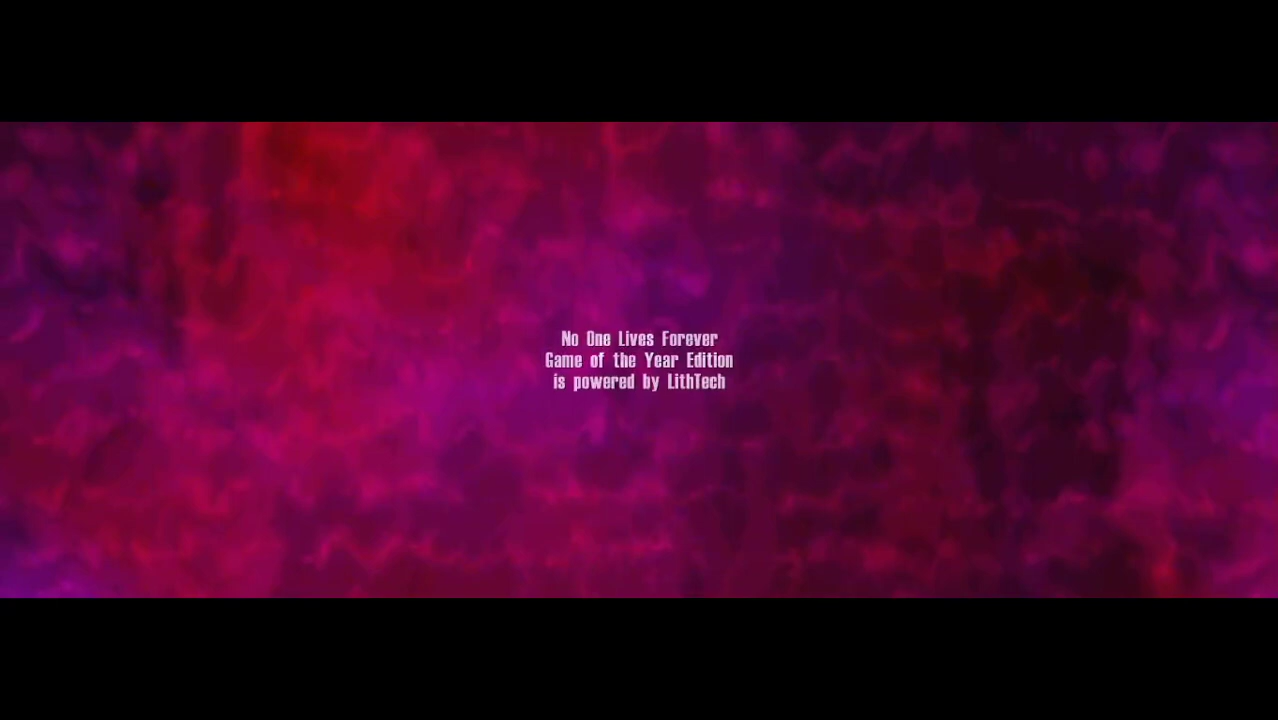 No One Lives Forever
Game of the Year Edition
is powered by LithTech